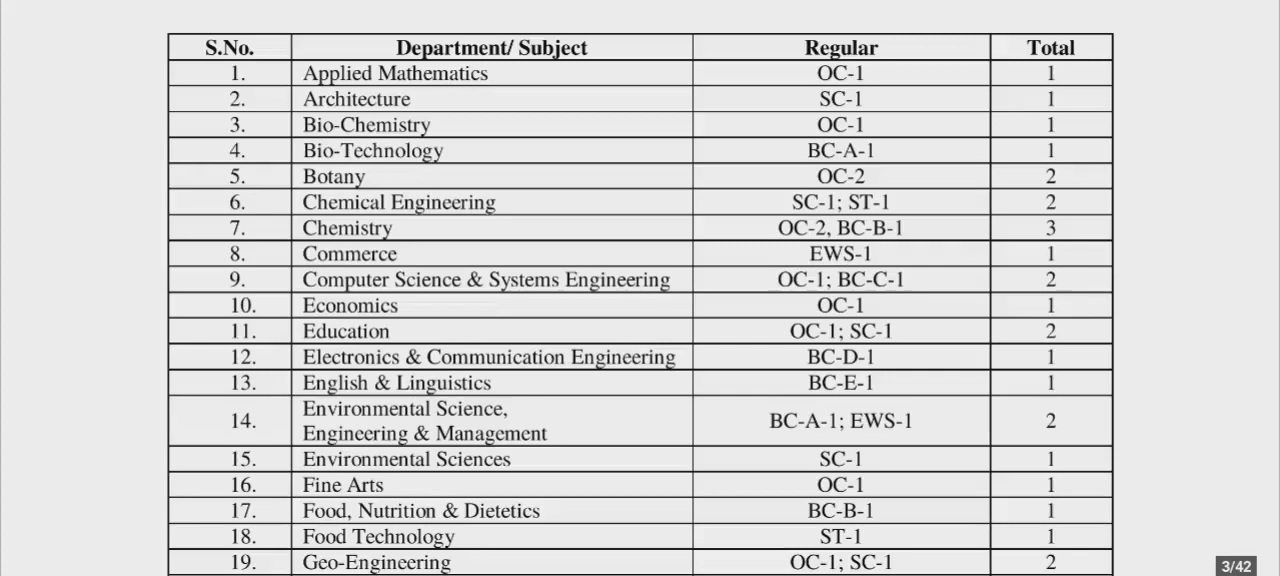 S.No. Department/ Subject Regular Total
1. Applied Mathematics OC-1 1
2. Architecture SC-1 1
3. Bio-Chemistry OC-1 1
4. Bio-Technology BC-A-1 1
5. Botany OC-2 2
6. Chemical Engineering SC-1; ST-1 2
7. Chemistry OC-2, BC-B-1 3
8. Commerce EWS-1 1
9. Computer Science & Systems Engineering OC-1; BC-C-1 2
10. Economics OC-1 1
11. Education OC-1; SC-1 2
12. Electronics & Communication Engineering BC-D-1 1
13. English & Linguistics BC-E-1 1
14. Environmental Science,
Engineering & Management BC-A-1; EWS-1 2
15. Environmental Sciences SC-1 1
16. Fine Arts OC-1 1
17. Food, Nutrition & Dietetics BC-B-1 1
18. Food Technology ST-1 1
19. Geo-Engineering OC-1; SC-1 2
3/42